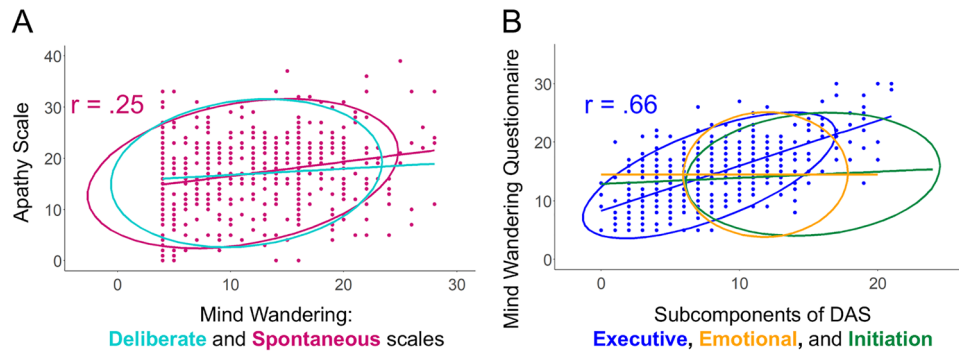 A
Apathy Scale
40
30
20
10
0
r = .25
0
10
20
30
Mind Wandering:
Deliberate and Spontaneous scales
B
Mind Wandering Questionnaire
30
20
10
0
r = .66
0
10
20
Subcomponents of DAS
Executive, Emotional, and Initiation